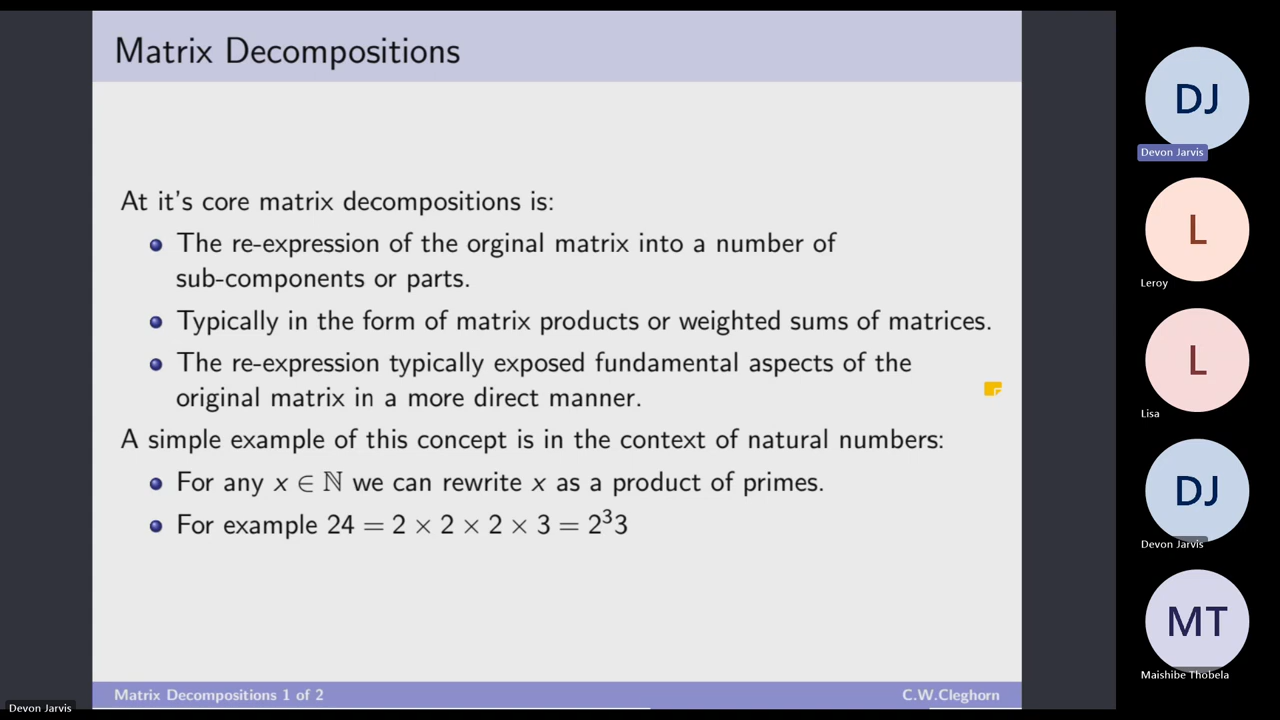 Matrix Decompositions
At it's core matrix decompositions is:
The re-expression of the orginal matrix into a number of
sub-components or parts.
Typically in the form of matrix products or weighted sums of matrices.
The re-expression typically exposed fundamental aspects of the
original matrix in a more direct manner.
A simple example of this concept is in the context of natural numbers:
For any x ∈ ℕ we can rewrite x as a product of primes.
For example 24 = 2 × 2 × 2 × 3 = 2³3
Matrix Decompositions 1 of 2
C.W.Cleghorn
Devon Jarvis
DJ
Devon Jarvis
L
Leroy
L
Lisa
DJ
Devon Jarvis
MT
Maishibe Thobela